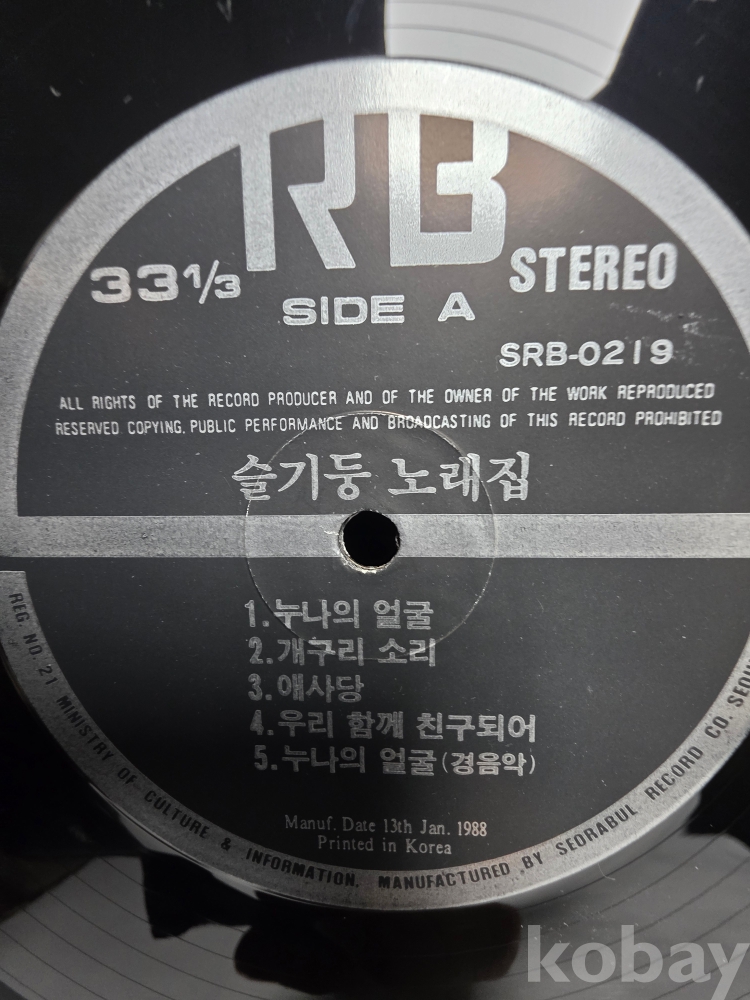 RB
33 1/3
STEREO
SIDE A
SRB-0219
ALL RIGHTS OF THE RECORD PRODUCER AND OF THE OWNER OF THE WORK REPRODUCED
RESERVED COPYING, PUBLIC PERFORMANCE AND BROADCASTING OF THIS RECORD PROHIBITED
슬기둥 노래집
1.누나의 얼굴
2.개구리 소리
3.애사당
4.우리 함께 친구되어
5.누나의 얼굴(경음악)
Manuf. Date 13th Jan. 1988
Printed in Korea
REG. NO. 21 MINISTRY OF CULTURE & INFORMATION. MANUFACTURED BY SEORABUL RECORD CO.
kobay